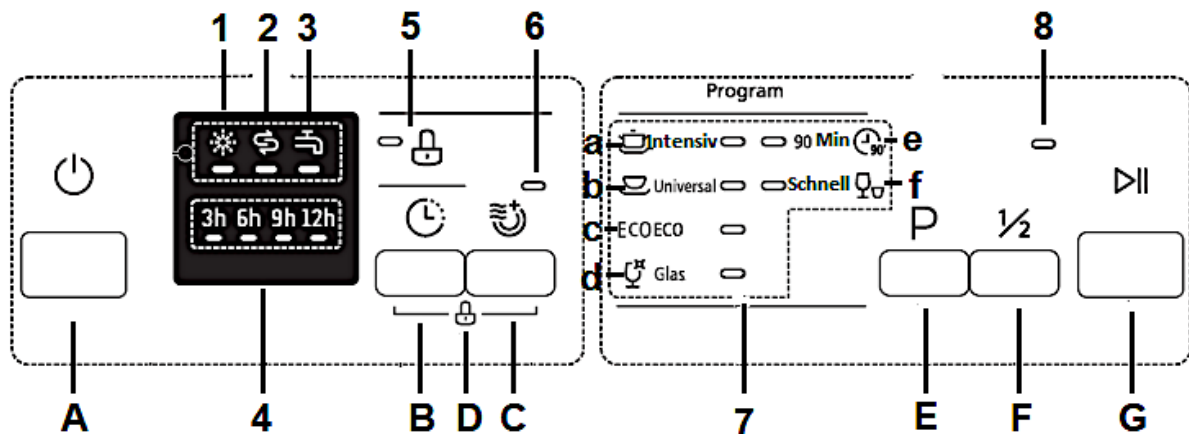 1 2 3 5 6 8
Program
a Intensiv 90 Min 90' e
b Universal Schnell f
3h 6h 9h 12h
c ECO ECO P ½
d Glas
A 4 B D C 7 E F G